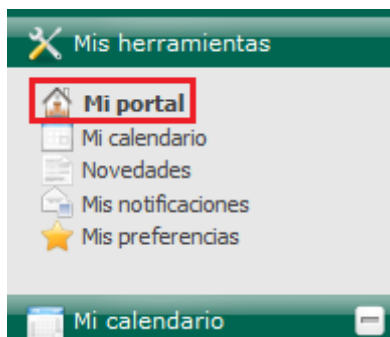 Mis herramientas
Mi portal
Mi calendario
Novedades
Mis notificaciones
Mis preferencias
Mi calendario